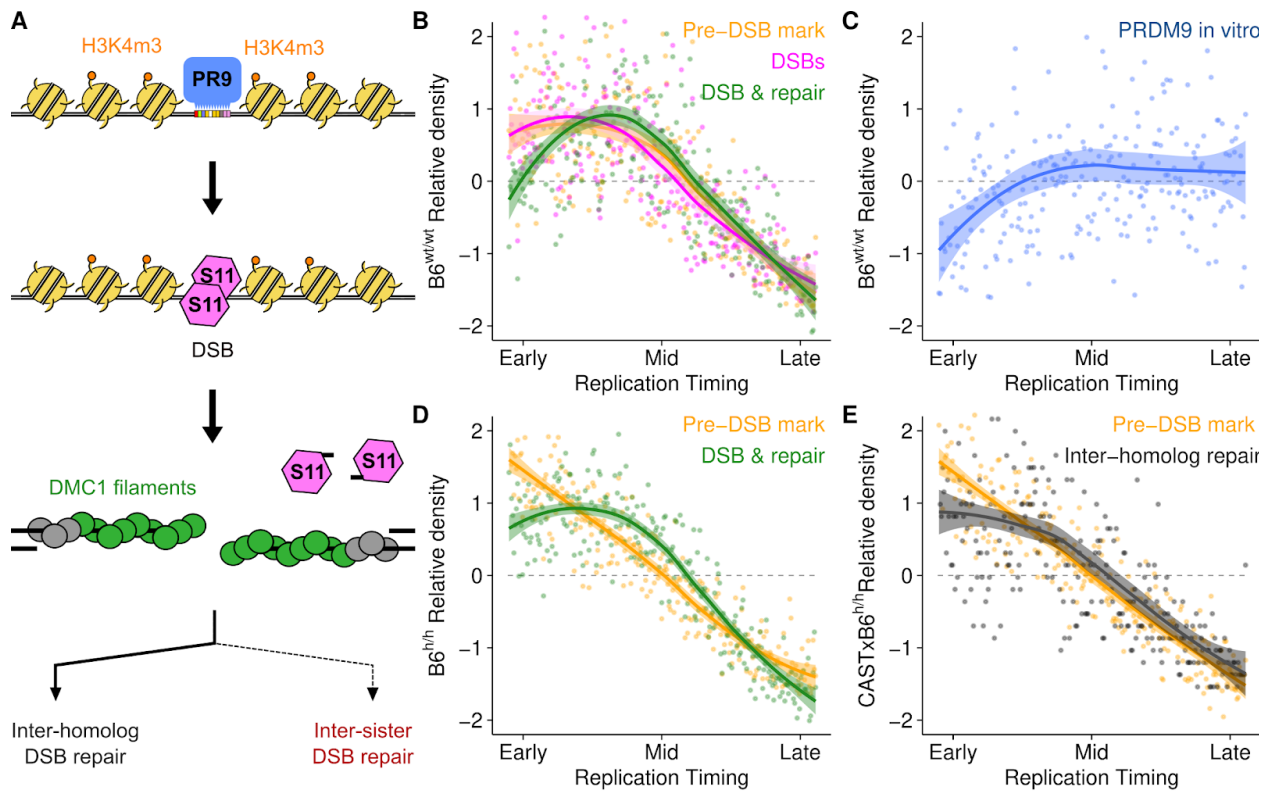 A
H3K4m3
H3K4m3
PR9
S11
S11
DSB
S11
S11
DMC1 filaments
Inter-homolog
DSB repair
Inter-sister
DSB repair
B
Pre-DSB mark
DSBs
DSB & repair
B6wt/wt Relative density
2
1
0
-1
-2
Early
Mid
Late
Replication Timing
C
PRDM9 in vitro
B6wt/wt Relative density
2
1
0
-1
-2
Early
Mid
Late
Replication Timing
D
Pre-DSB mark
DSB & repair
B6h/h Relative density
2
1
0
-1
-2
Early
Mid
Late
Replication Timing
E
Pre-DSB mark
Inter-homolog repair
CASTxB6h/hRelative density
2
1
0
-1
-2
Early
Mid
Late
Replication Timing